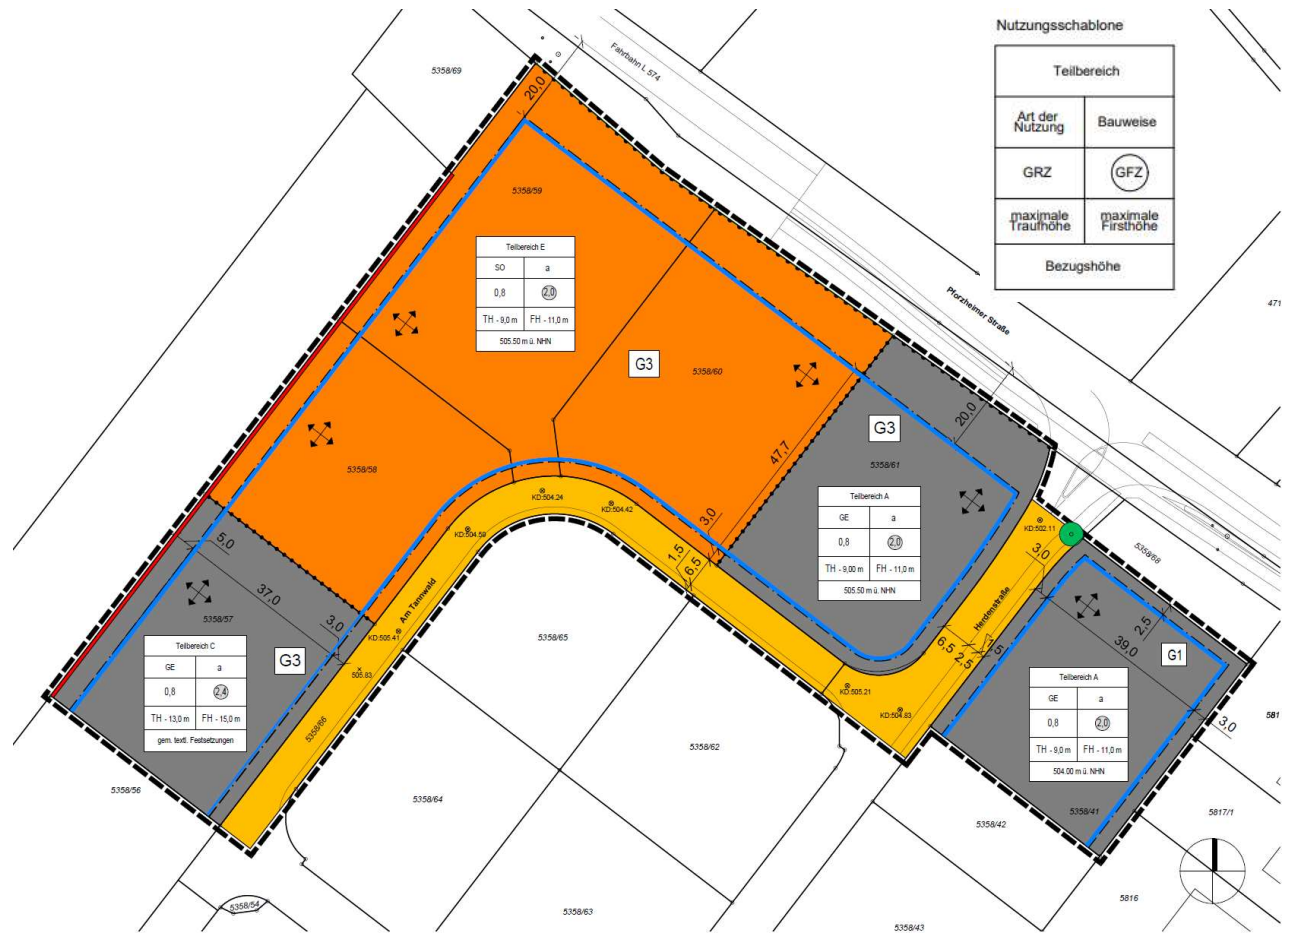 Nutzungsschablone
Teilbereich
Art der
Nutzung
Bauweise
GRZ
GFZ
maximale
Traufhöhe
maximale
Firsthöhe
Bezugshöhe
5358/69
Fahrbahn L 574
20,0
5358/59
Teilbereich E
SO
a
0,8
2,0
TH - 9,0 m
FH - 11,0 m
505.50 m ü. NHN
G3
5358/60
Pforzheimer Straße
471
20,0
G3
5358/61
47,7
5358/58
Teilbereich A
GE
a
0,8
2,0
TH - 9,00 m
FH - 11,0 m
505.50 m ü. NHN
KD:504.24
KD:504.42
KD:504.59
3,0
1,5
6,5
KD:502.11
3,0
5358/68
5,0
37,0
3,0
Am Tannwald
KD:505.41
5358/57
G3
505.83
Teilbereich C
GE
a
0,8
2,4
TH - 13,0 m
FH - 15,0 m
gem. textl. Festsetzungen
5358/66
5358/65
Herdenstraße
6,5
2,5
1,5
39,0
2,5
G1
Teilbereich A
GE
a
0,8
2,0
TH - 9,0 m
FH - 11,0 m
504.00 m ü. NHN
3,0
581
KD:505.21
KD:504.83
5358/62
5358/56
5358/64
5358/42
5358/41
5817/1
5358/54
5358/63
5358/43
5816